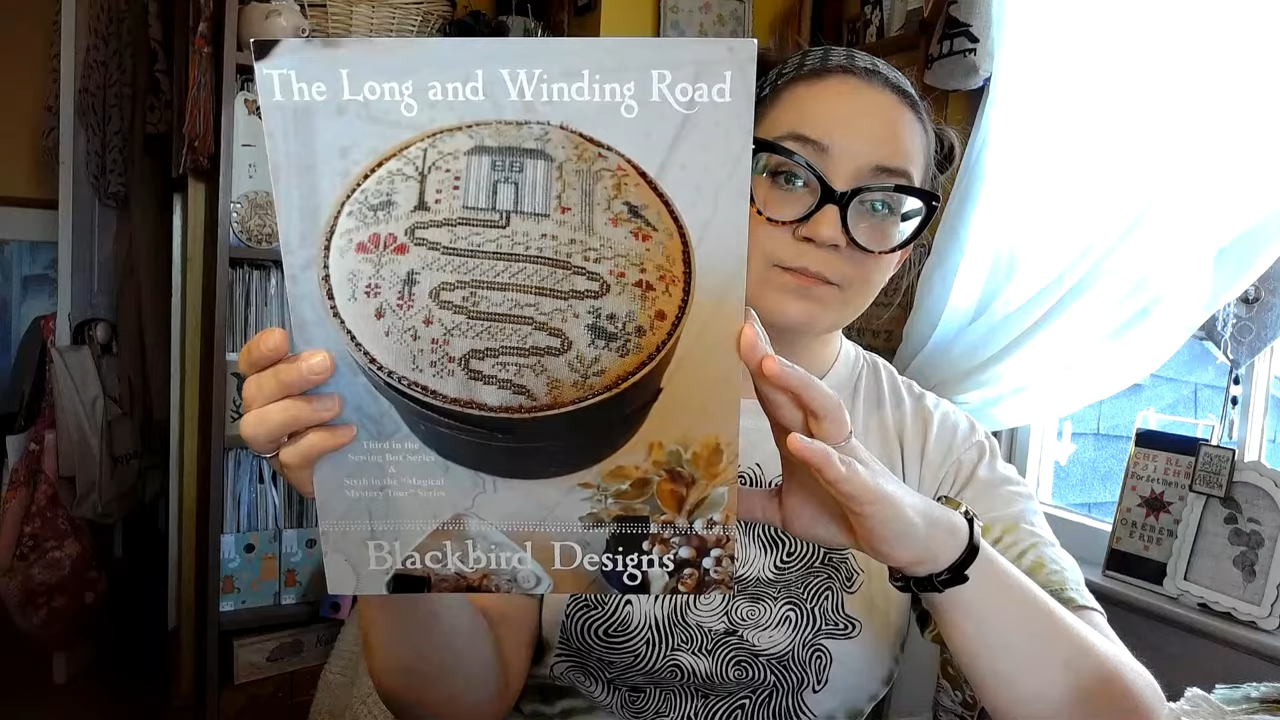 The Long and Winding Road
Third in the
Sewing Box Series
&
Sixth in the "Magical
Mystery Tour" Series
Blackbird Designs